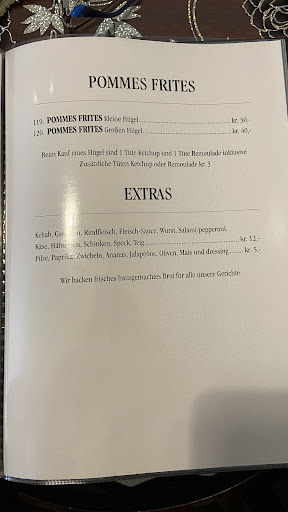 POMMES FRITES
119. POMMES FRITES Kleine Hügel.......... kr. 30,-
120. POMMES FRITES Großen Hügel.......... kr. 40,-
Beim Kauf eines Hügel sind 1 Tüte Ketchup und 1 Tüte Remoulade inklusive
Zusätzliche Tüten Ketchup oder Remoulade kr. 3
EXTRAS
Kebab, Rindfleisch, Fleisch-Sauce, Wurst, Salami/pepperoni,
Käse, Schinken, Speck, Teig.......... kr. 12,-
Pilze, Paprika, Zwiebeln, Ananas, Jalapeños, Oliven, Mais und dressing....... kr. 5,-
Wir backen frisches hausgemachtes Brot für alle unsere Gerichte